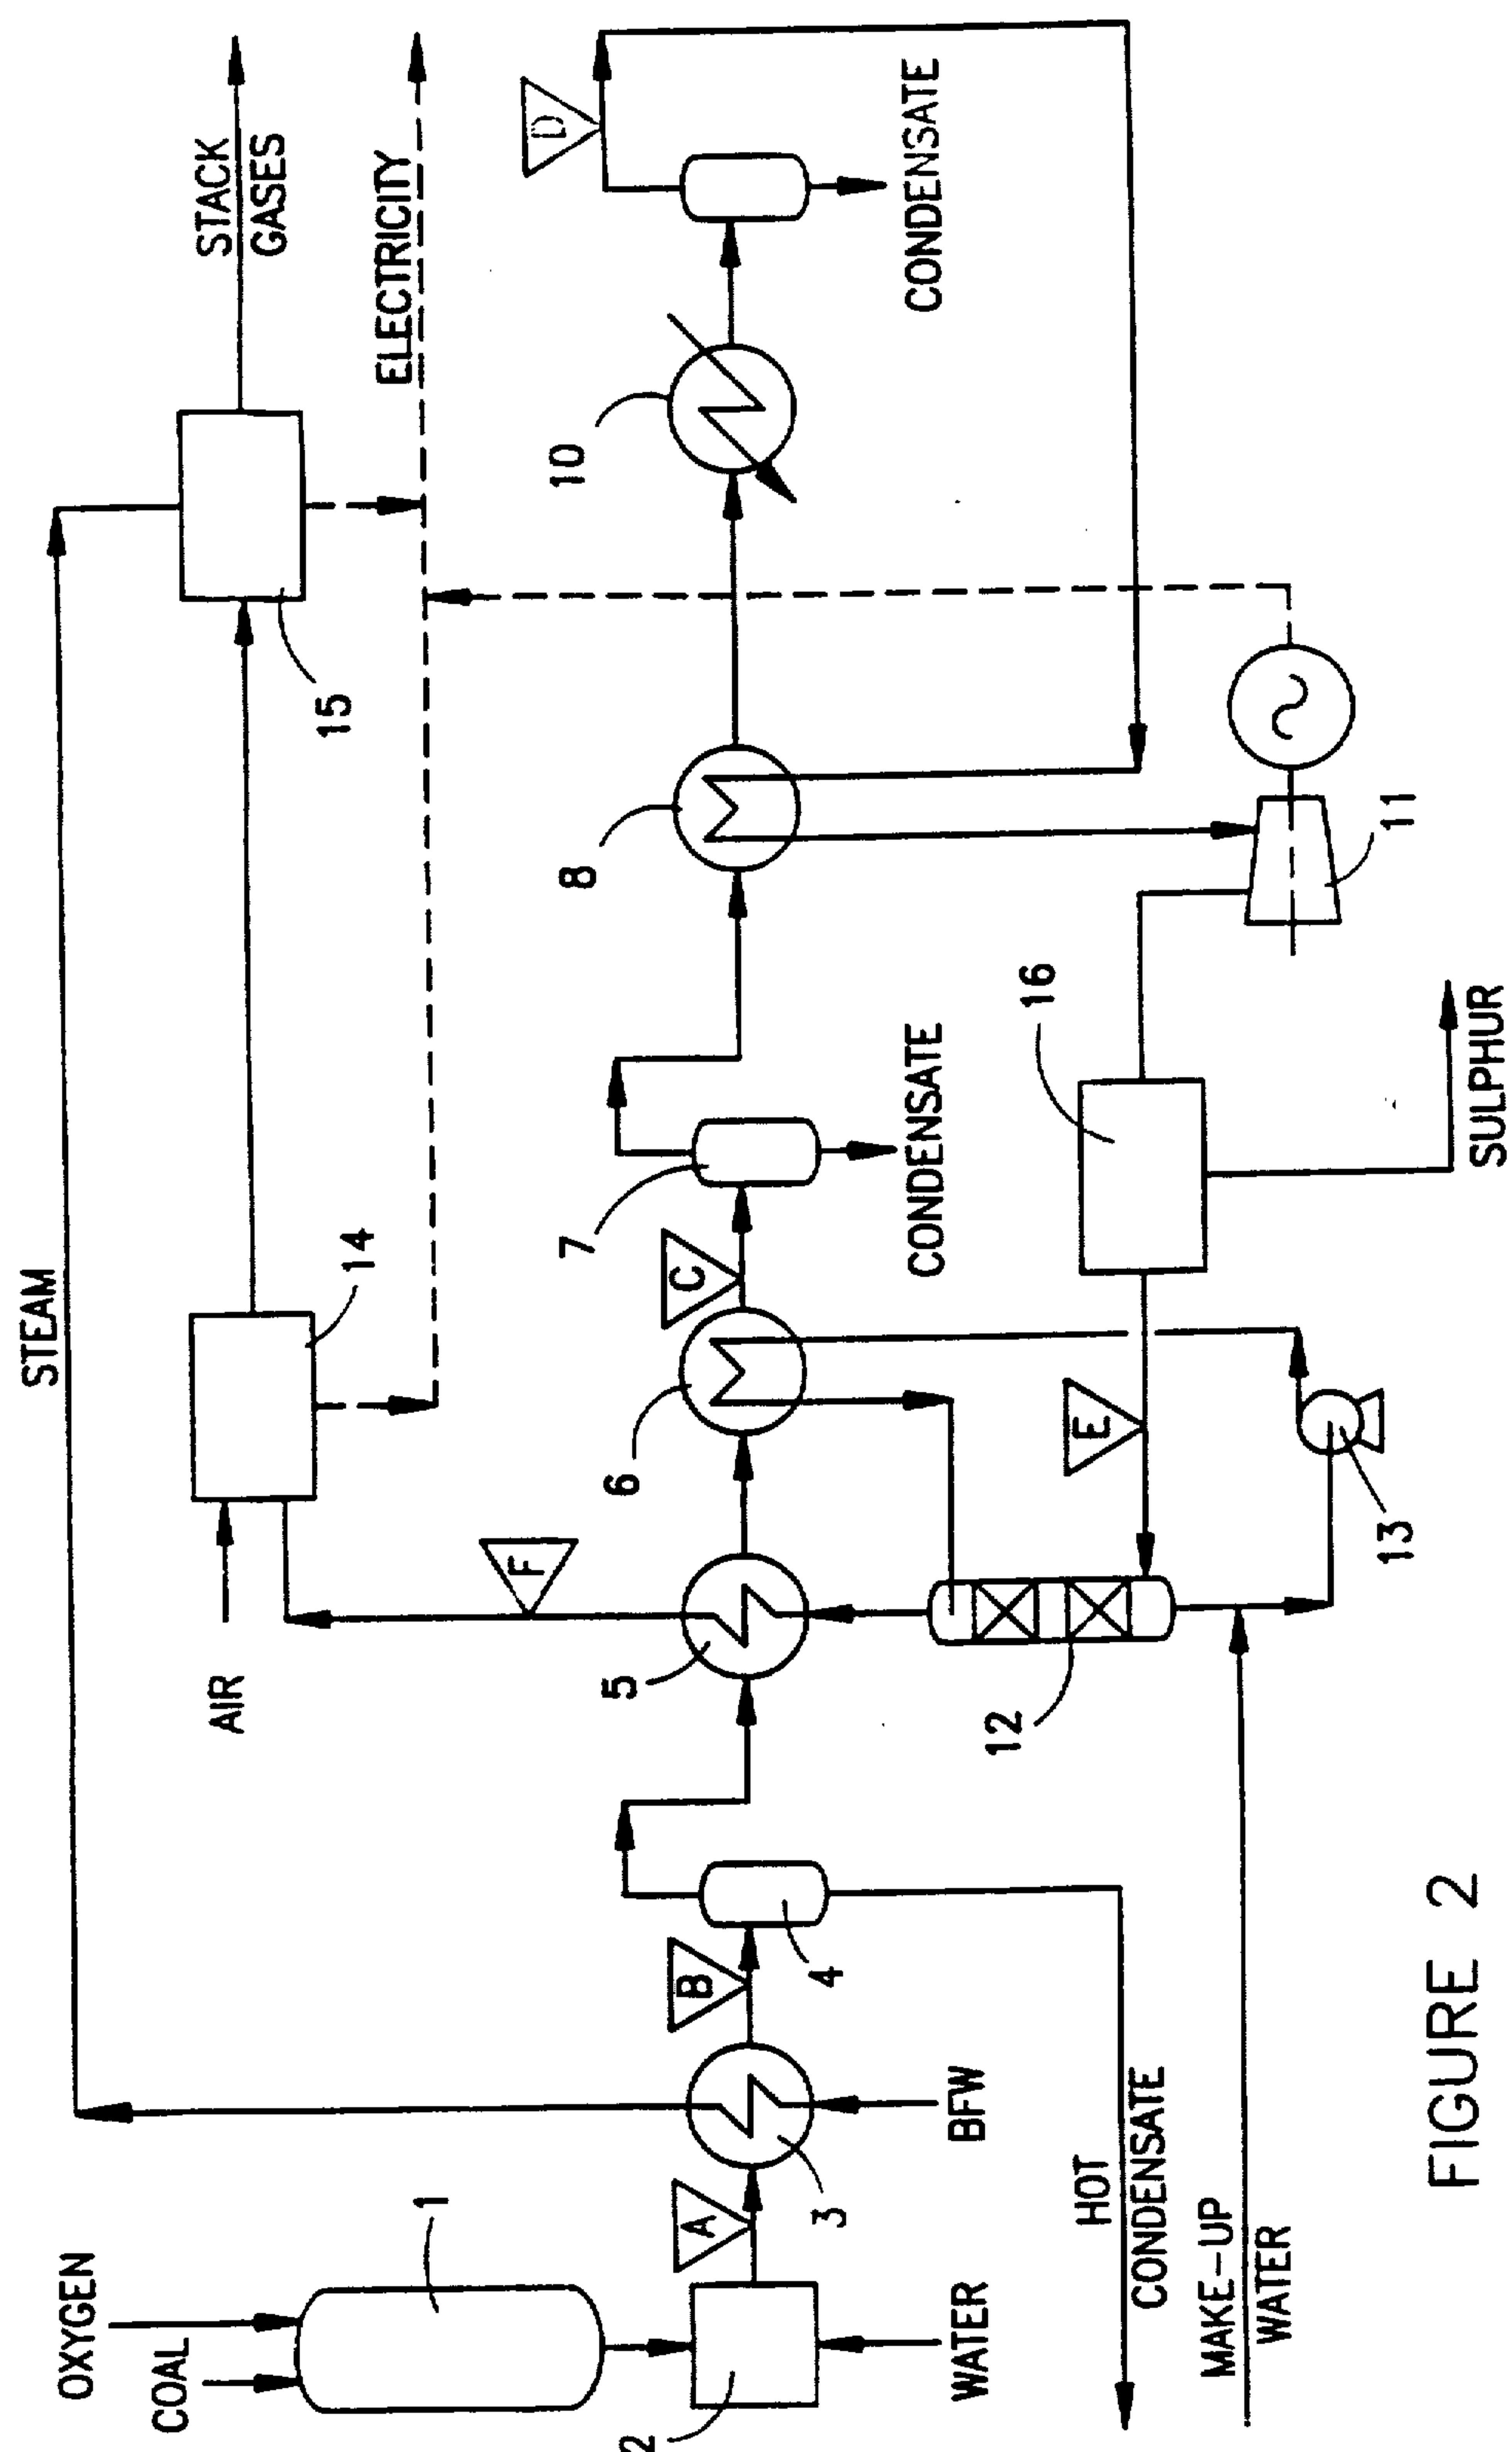 OXYGEN
COAL
1
2
WATER
A
3
BFW
STEAM
B
4
HOT
CONDENSATE
MAKE-UP
WATER
AIR
F
5
12
6
13
E
14
C
7
CONDENSATE
16
SULPHUR
8
11
15
10
D
CONDENSATE
STACK
GASES
ELECTRICITY
FIGURE 2